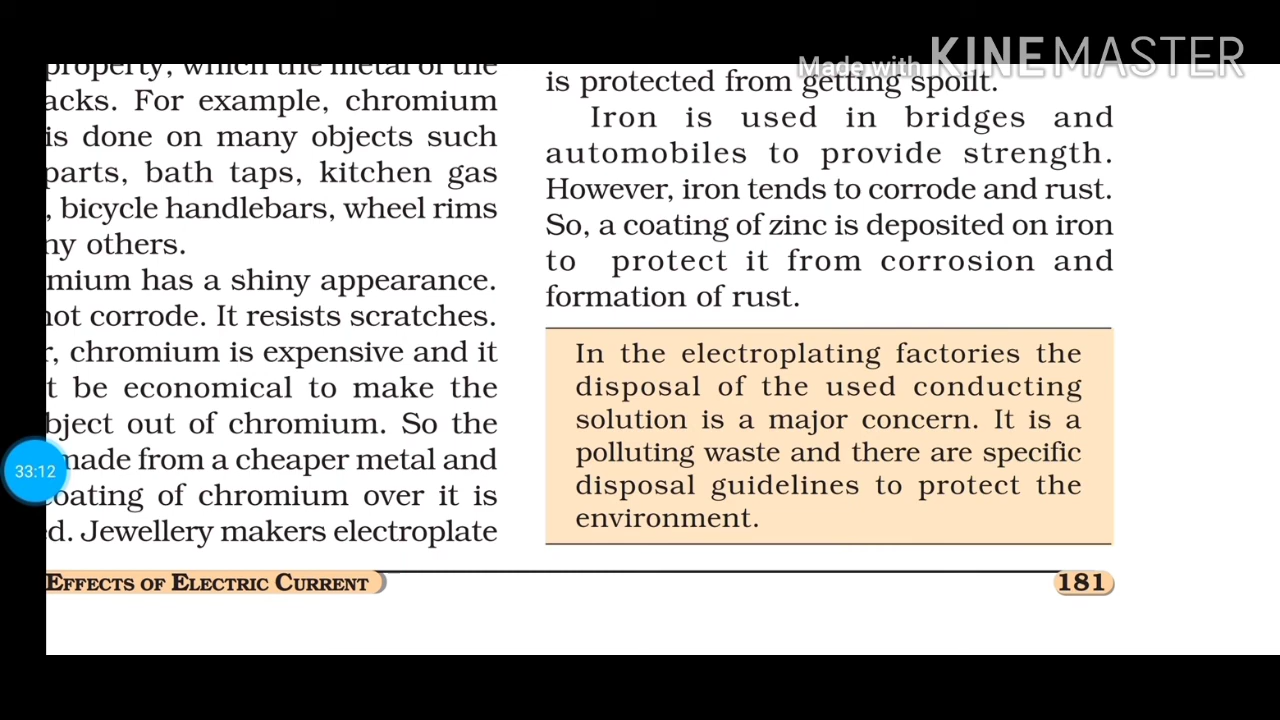 Made with KINEMASTER
property, which the metal of the
acks. For example, chromium
is done on many objects such
parts, bath taps, kitchen gas
, bicycle handlebars, wheel rims
ny others.
mium has a shiny appearance.
not corrode. It resists scratches.
r, chromium is expensive and it
t be economical to make the
bject out of chromium. So the
made from a cheaper metal and
coating of chromium over it is
ed. Jewellery makers electroplate
is protected from getting spoilt.
Iron is used in bridges and
automobiles to provide strength.
However, iron tends to corrode and rust.
So, a coating of zinc is deposited on iron
to protect it from corrosion and
formation of rust.
In the electroplating factories the
disposal of the used conducting
solution is a major concern. It is a
polluting waste and there are specific
disposal guidelines to protect the
environment.
33:12
EFFECTS OF ELECTRIC CURRENT
181